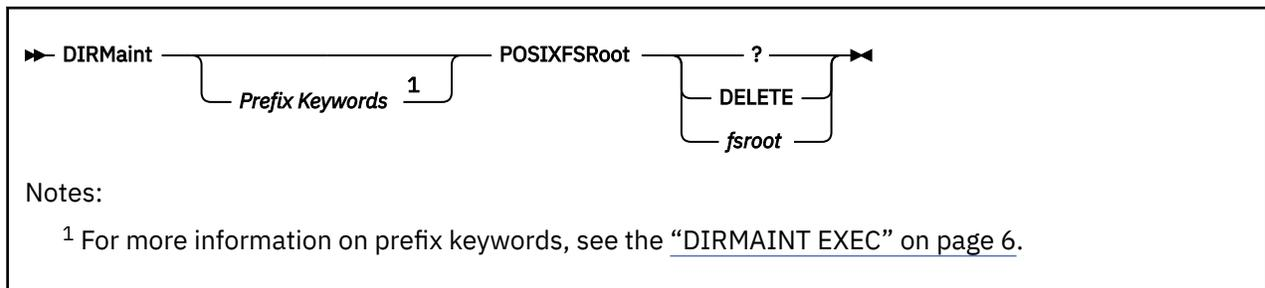 DIRMaint POSIXFSRoot ?
Prefix Keywords 1 DELETE
fsroot
Notes:
1 For more information on prefix keywords, see the “DIRMAINT EXEC” on page 6.